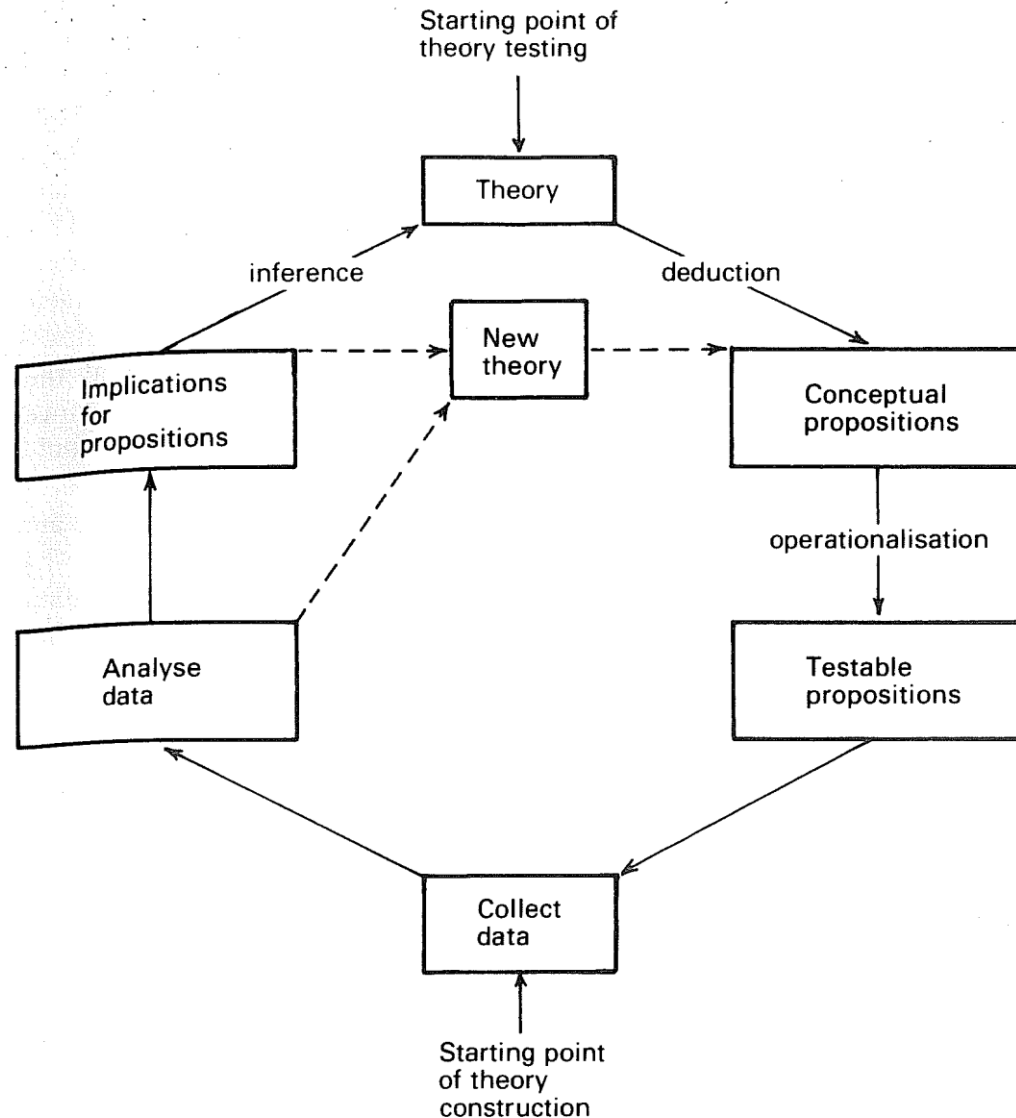 Starting point of
theory testing
Theory
inference
deduction
New
theory
Implications
for
propositions
Conceptual
propositions
operationalisation
Analyse
data
Testable
propositions
Collect
data
Starting point
of theory
construction